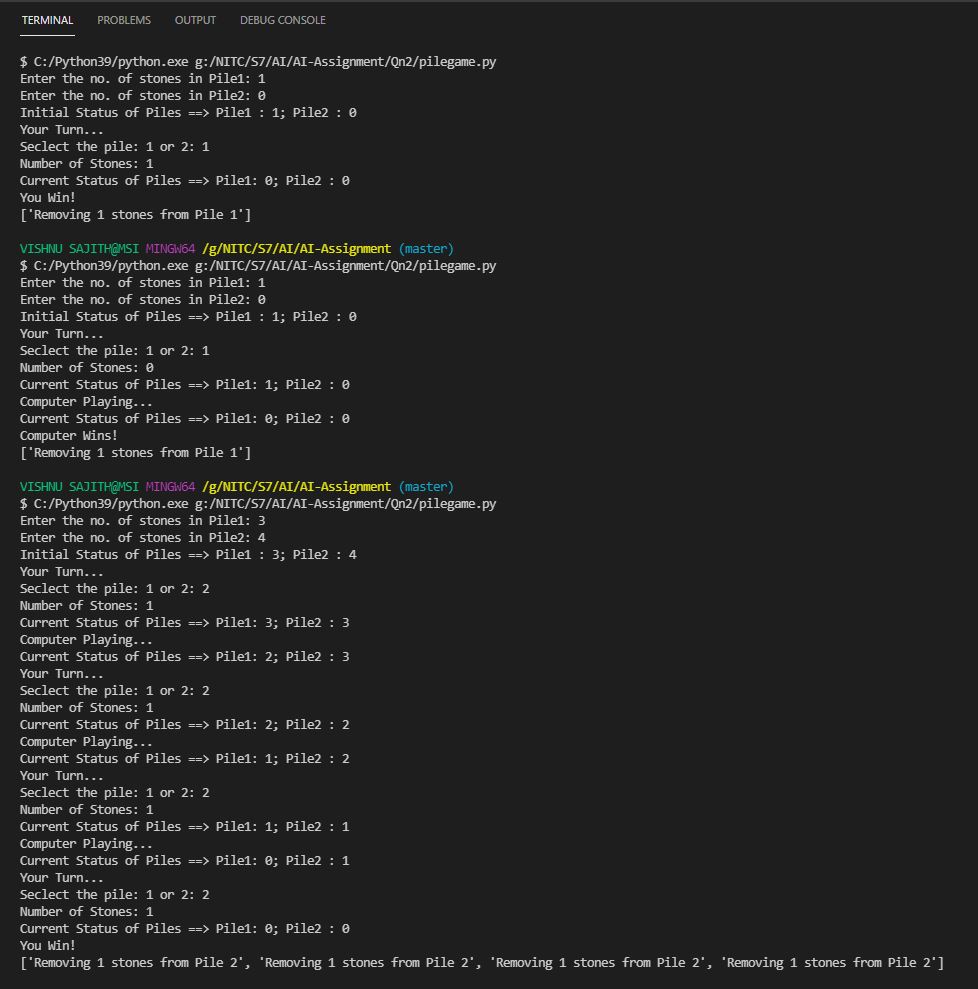 TERMINAL PROBLEMS OUTPUT DEBUG CONSOLE
$ C:/Python39/python.exe g:/NITC/S7/AI/AI-Assignment/Qn2/pilegame.py
Enter the no. of stones in Pile1: 1
Enter the no. of stones in Pile2: 0
Initial Status of Piles ==> Pile1 : 1; Pile2 : 0
Your Turn...
Seclect the pile: 1 or 2: 1
Number of Stones: 1
Current Status of Piles ==> Pile1: 0; Pile2 : 0
You Win!
['Removing 1 stones from Pile 1']
VISHNU SAJITH@MSI MINGW64 /g/NITC/S7/AI/AI-Assignment (master)
$ C:/Python39/python.exe g:/NITC/S7/AI/AI-Assignment/Qn2/pilegame.py
Enter the no. of stones in Pile1: 1
Enter the no. of stones in Pile2: 0
Initial Status of Piles ==> Pile1 : 1; Pile2 : 0
Your Turn...
Seclect the pile: 1 or 2: 1
Number of Stones: 0
Current Status of Piles ==> Pile1: 1; Pile2 : 0
Computer Playing...
Current Status of Piles ==> Pile1: 0; Pile2 : 0
Computer Wins!
['Removing 1 stones from Pile 1']
VISHNU SAJITH@MSI MINGW64 /g/NITC/S7/AI/AI-Assignment (master)
$ C:/Python39/python.exe g:/NITC/S7/AI/AI-Assignment/Qn2/pilegame.py
Enter the no. of stones in Pile1: 3
Enter the no. of stones in Pile2: 4
Initial Status of Piles ==> Pile1 : 3; Pile2 : 4
Your Turn...
Seclect the pile: 1 or 2: 2
Number of Stones: 1
Current Status of Piles ==> Pile1: 3; Pile2 : 3
Computer Playing...
Current Status of Piles ==> Pile1: 2; Pile2 : 3
Your Turn...
Seclect the pile: 1 or 2: 2
Number of Stones: 1
Current Status of Piles ==> Pile1: 2; Pile2 : 2
Computer Playing...
Current Status of Piles ==> Pile1: 1; Pile2 : 2
Your Turn...
Seclect the pile: 1 or 2: 2
Number of Stones: 1
Current Status of Piles ==> Pile1: 1; Pile2 : 1
Computer Playing...
Current Status of Piles ==> Pile1: 0; Pile2 : 1
Your Turn...
Seclect the pile: 1 or 2: 2
Number of Stones: 1
Current Status of Piles ==> Pile1: 0; Pile2 : 0
You Win!
['Removing 1 stones from Pile 2', 'Removing 1 stones from Pile 2', 'Removing 1 stones from Pile 2', 'Removing 1 stones from Pile 2']